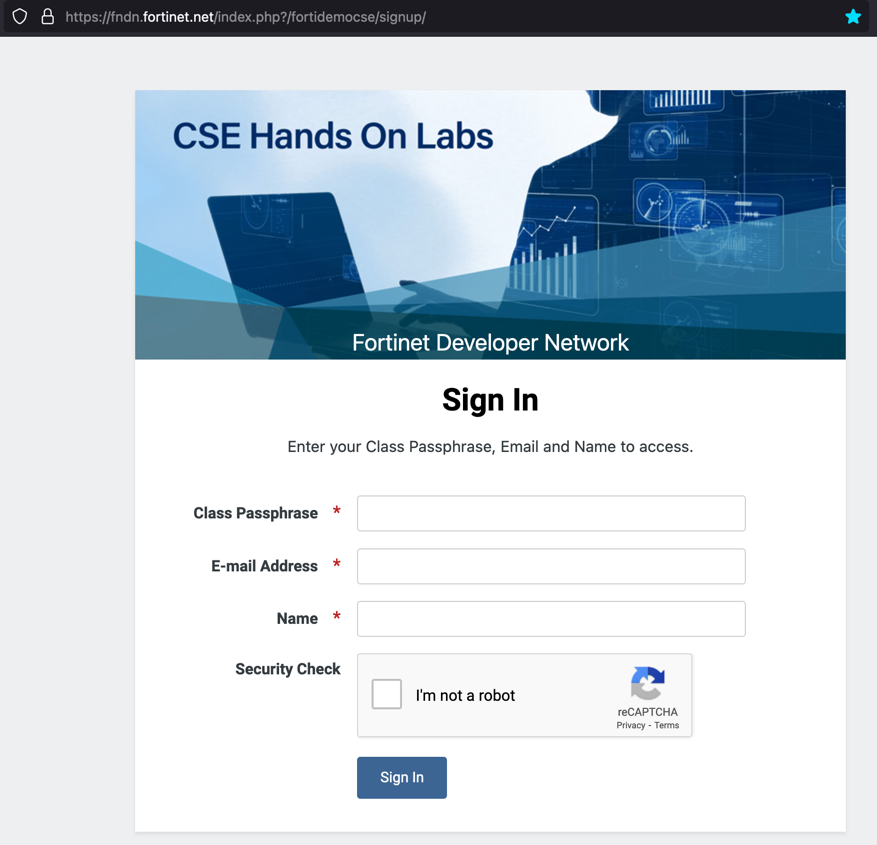 https://fndn.fortinet.net/index.php?/fortidemocse/signup/
CSE Hands On Labs
Fortinet Developer Network
Sign In
Enter your Class Passphrase, Email and Name to access.
Class Passphrase *
E-mail Address *
Name *
Security Check
I'm not a robot
reCAPTCHA
Privacy - Terms
Sign In